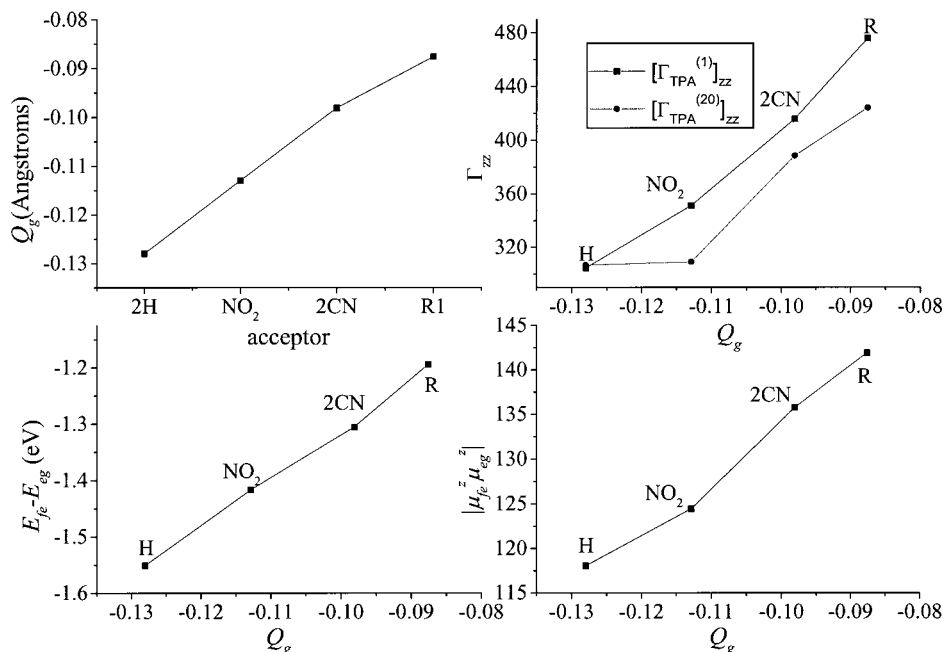 Q_g (Angstroms)
-0.08
-0.09
-0.10
-0.11
-0.12
-0.13
2H NO₂ 2CN R1
acceptor
Γ_zz
480
440
400
360
320
[Γ_TPA^(1)]_zz
[Γ_TPA^(20)]_zz
H
NO₂
2CN
R
-0.13 -0.12 -0.11 -0.10 -0.09 -0.08
Q_g
E_fe-E_eg (eV)
-1.2
-1.3
-1.4
-1.5
-1.6
H
NO₂
2CN
R
-0.13 -0.12 -0.11 -0.10 -0.09 -0.08
Q_g
|μ_fe^z μ_eg^z|
145
140
135
130
125
120
115
H
NO₂
2CN
R
-0.13 -0.12 -0.11 -0.10 -0.09 -0.08
Q_g